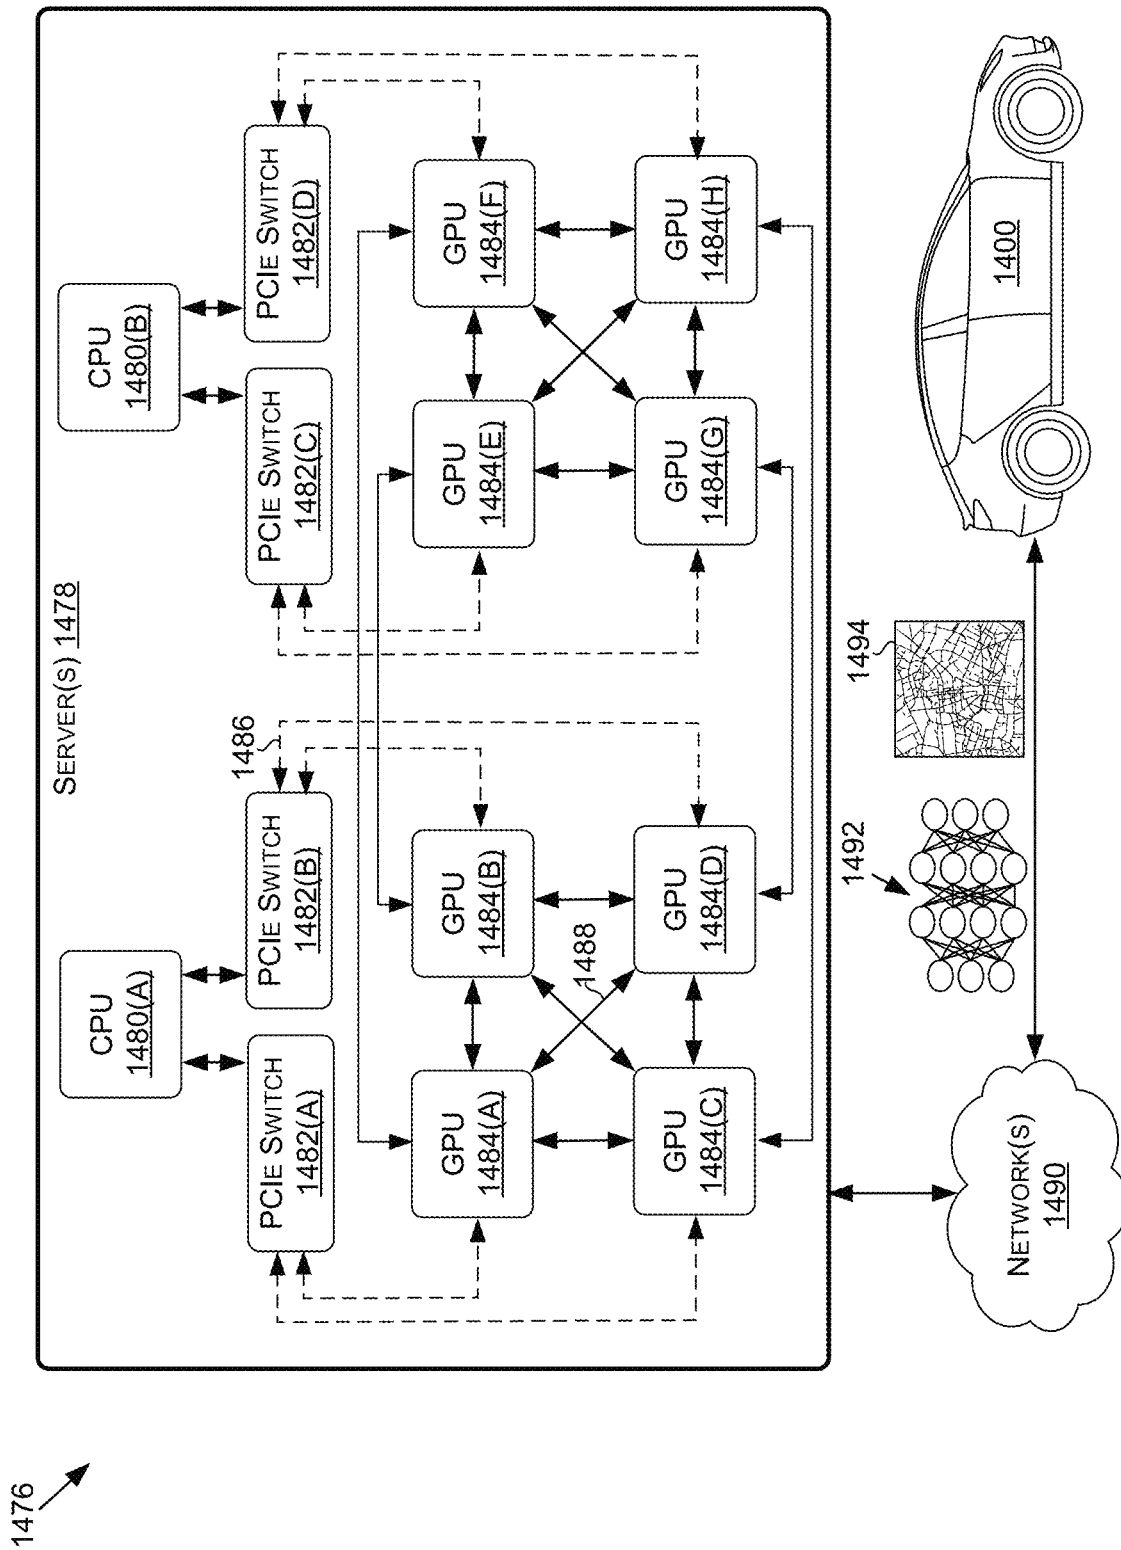 1476
SERVER(S) 1478
CPU
1480(A)
CPU
1480(B)
PCIE SWITCH
1482(A)
PCIE SWITCH
1482(B)
PCIE SWITCH
1482(C)
PCIE SWITCH
1482(D)
1486
GPU
1484(A)
GPU
1484(B)
GPU
1484(E)
GPU
1484(F)
1488
GPU
1484(C)
GPU
1484(D)
GPU
1484(G)
GPU
1484(H)
NETWORK(S)
1490
1492
1494
1400